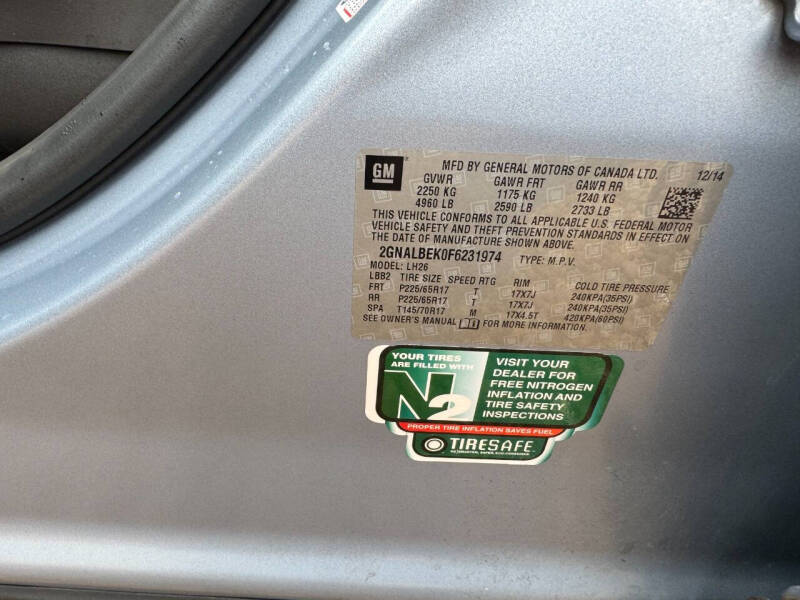 GM
MFD BY GENERAL MOTORS OF CANADA LTD. 12/14
GVWR GAWR FRT GAWR RR
2250 KG 1175 KG 1240 KG
4960 LB 2590 LB 2733 LB
THIS VEHICLE CONFORMS TO ALL APPLICABLE U.S. FEDERAL MOTOR
VEHICLE SAFETY AND THEFT PREVENTION STANDARDS IN EFFECT ON
THE DATE OF MANUFACTURE SHOWN ABOVE.
2GNALBEK0F6231974 TYPE: M.P.V.
MODEL: LH26
LBB2 TIRE SIZE SPEED RTG RIM COLD TIRE PRESSURE
FRT P225/65R17 T 17X7J 240KPA(35PSI)
RR P225/65R17 T 17X7J 240KPA(35PSI)
SPA T145/70R17 M 17X4.5T 420KPA(60PSI)
SEE OWNER'S MANUAL FOR MORE INFORMATION.
YOUR TIRES
ARE FILLED WITH
N2
VISIT YOUR
DEALER FOR
FREE NITROGEN
INFLATION AND
TIRE SAFETY
INSPECTIONS
PROPER TIRE INFLATION SAVES FUEL
TIRESAFE